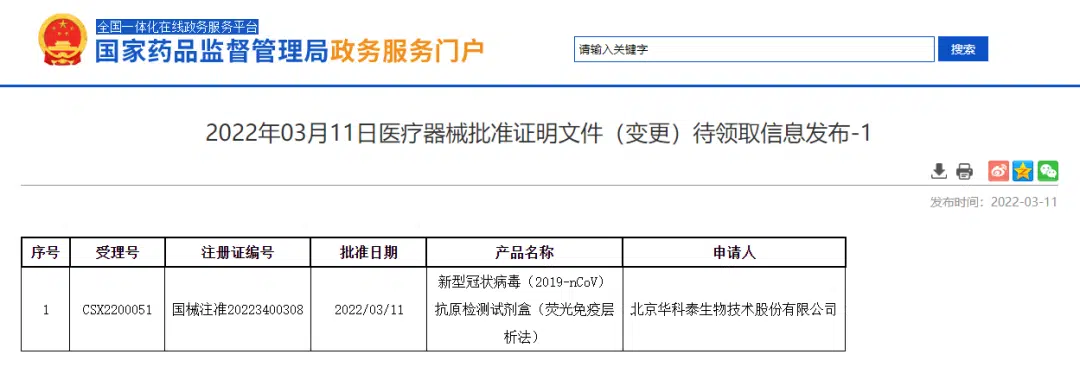 全国一体化在线政务服务平台
国家药品监督管理局政务服务门户
请输入关键字
搜索
2022年03月11日医疗器械批准证明文件（变更）待领取信息发布-1
发布时间：2022-03-11
序号 受理号 注册证编号 批准日期 产品名称 申请人
1 CSX2200051 国械注准20223400308 2022/03/11 新型冠状病毒（2019-nCoV）
抗原检测试剂盒（荧光免疫层
析法） 北京华科泰生物技术股份有限公司